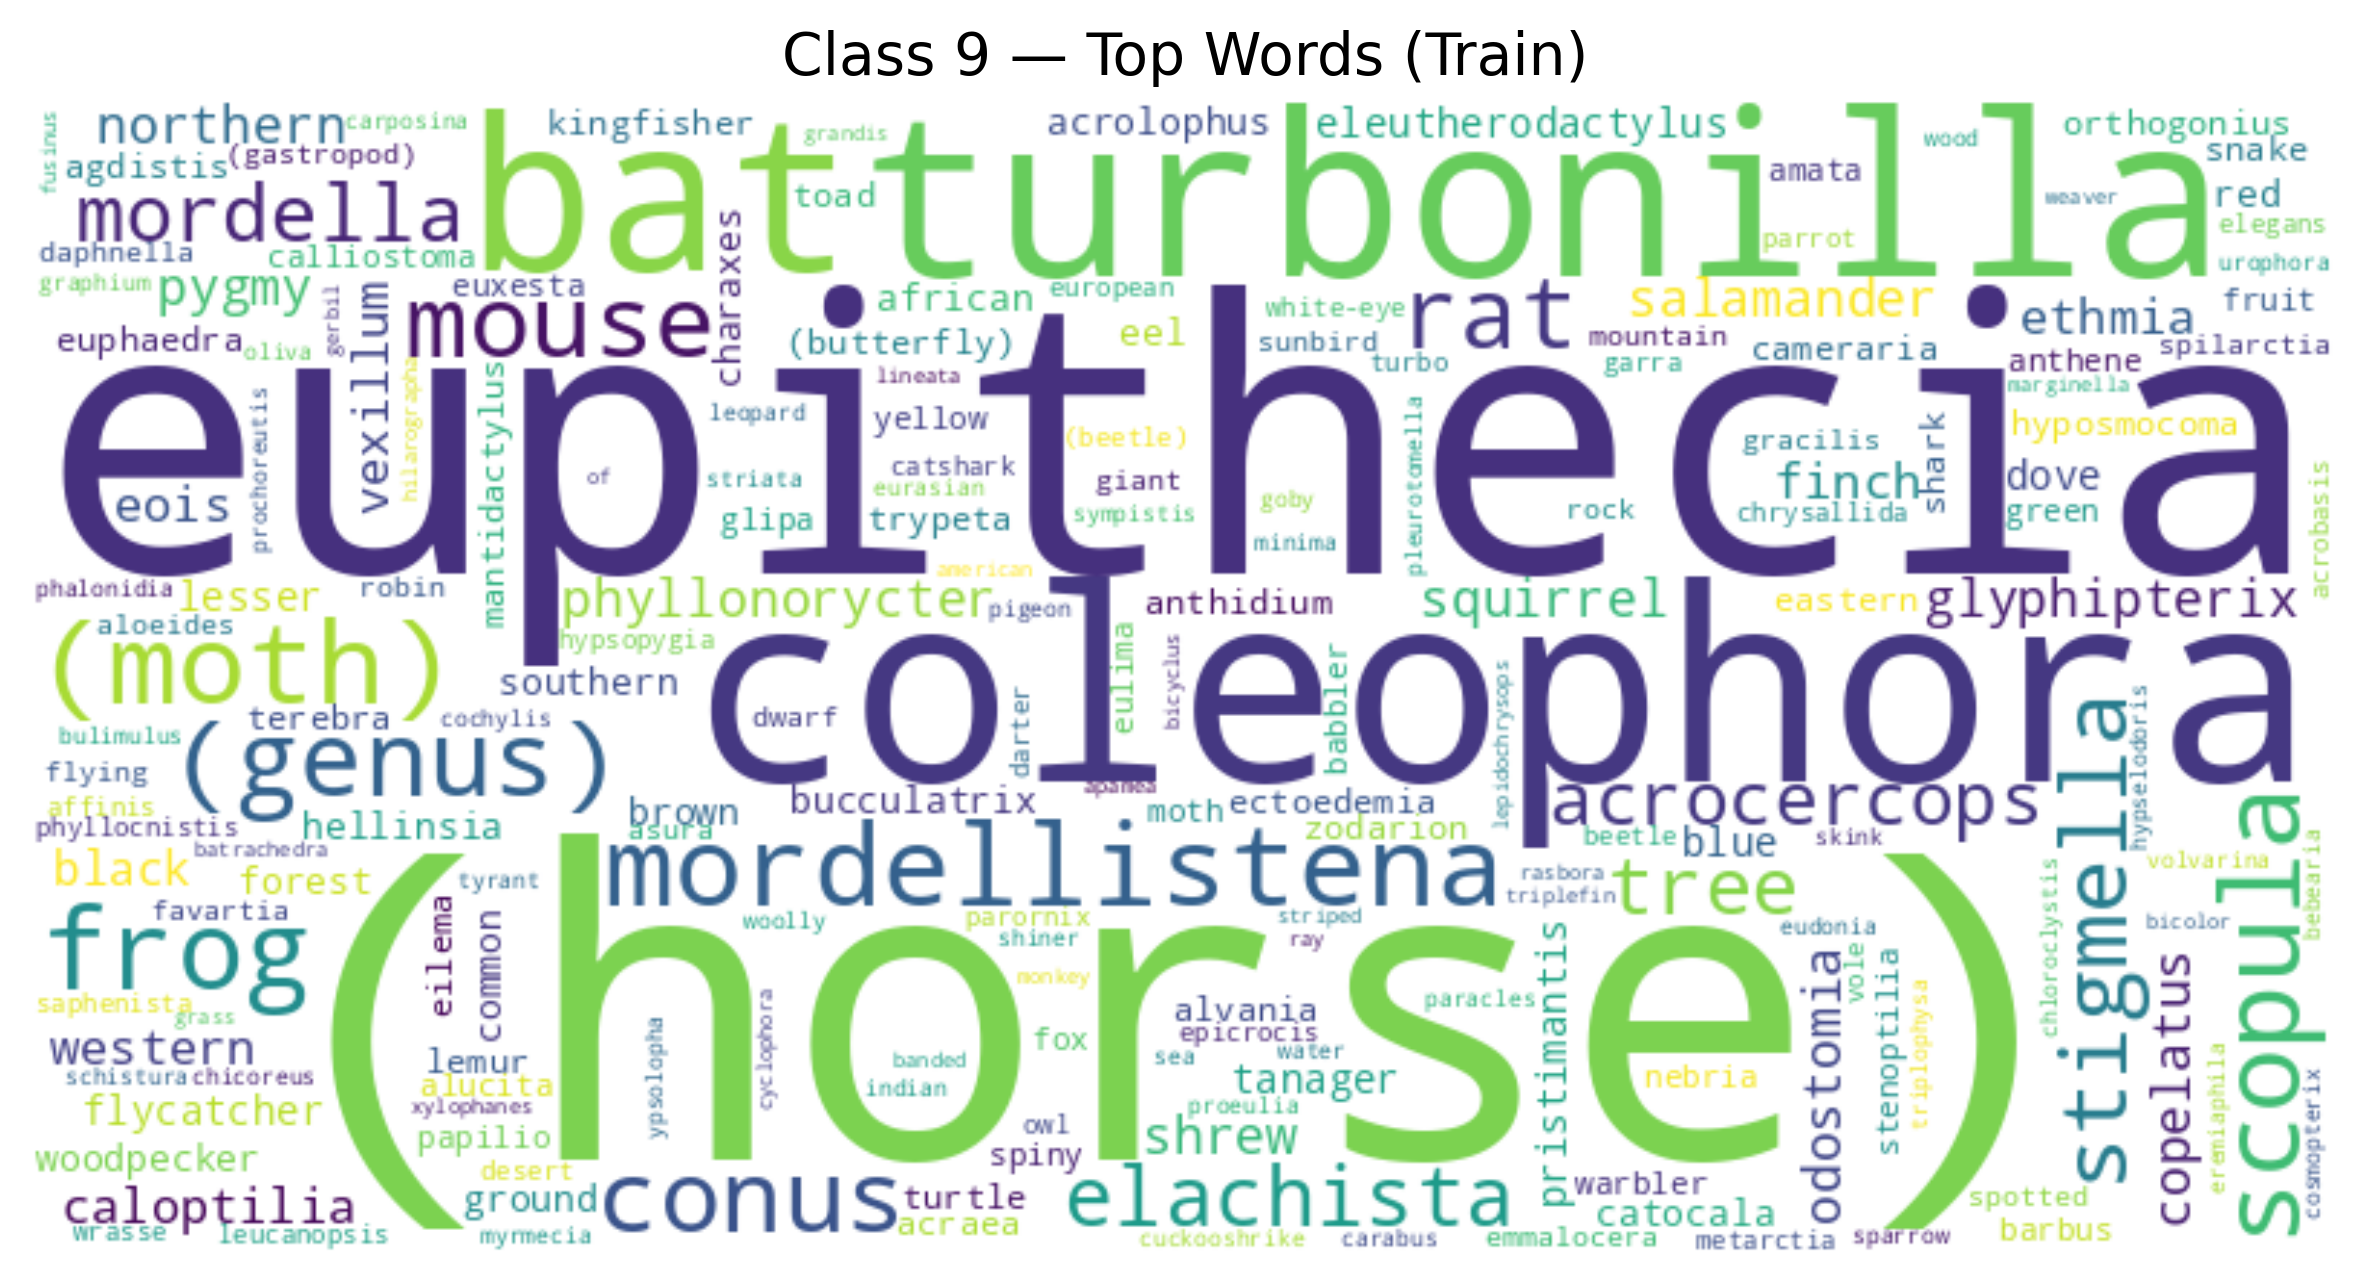 Class 9 — Top Words (Train)
fusinus
northern
carposina
kingfisher
grandis
acrolophus
eleutherodactylus
wood
orthogonius
agdistis
(gastropod)
bat
turbonilla
amata
snake
mordella
toad
weaver
red
elegans
daphnella
calliostoma
charaxes
parrot
urophora
graphium
pygmy
gerbil
euxesta
african
european
white-eye
rat
salamander
ethmia
fruit
euphaedra
oliva
vexillum
mouse
(butterfly)
eel
sunbird
mountain
turbo
garra
cameraria
anthene
spilarctia
marginella
eupithecia
hilarographa
prochoreutis
mantidactylus
lineata
leopard
yellow
(beetle)
pleurotomella
gracilis
shark
hyposmocoma
eois
of
striata
catshark
eurasian
giant
goby
finch
dove
acrobasis
glipa
trypeta
sympistis
minima
rock
chrysallida
green
phalonidia
lesser
robin
american
phyllonorycter
pigeon
anthidium
squirrel
eastern
glyphipterix
aloeides
(moth)
hypsopygia
southern
coleophora
eulima
bicyclus
babbler
lepidochrysops
terebra
cochylis
dwarf
darter
bulimulus
(genus)
flying
affinis
phyllocnistis
hellinsia
brown
asura
bucculatrix
apamea
moth
ectoedemia
zodarion
acrocercops
beetle
blue
skink
stigmella
hypselodoris
scopula
batrachedra
black
forest
tyrant
mordellistena
rasbora
triplefin
tree
volvarina
bebearia
chloroclystis
favartia
frog
eilema
common
woolly
parornix
shiner
striped
ray
eudonia
bicolor
saphenista
grass
(horse)
monkey
paracles
pristimantis
vole
stenoptilia
triplophysa
odostomia
copelatus
western
lemur
ypsolopha
cyclophora
banded
indian
fox
alvania
epicrocis
sea
water
tanager
nebria
schistura
chicoreus
alucita
xylophanes
flycatcher
papilio
proeulia
owl
shrew
spiny
eremiaphila
cosmopterix
woodpecker
desert
caloptilia
ground
conus
turtle
acraea
elachista
warbler
catocala
spotted
barbus
wrasse
leucanopsis
myrmecia
cuckooshrike
carabus
emmalocera
metarctia
sparrow